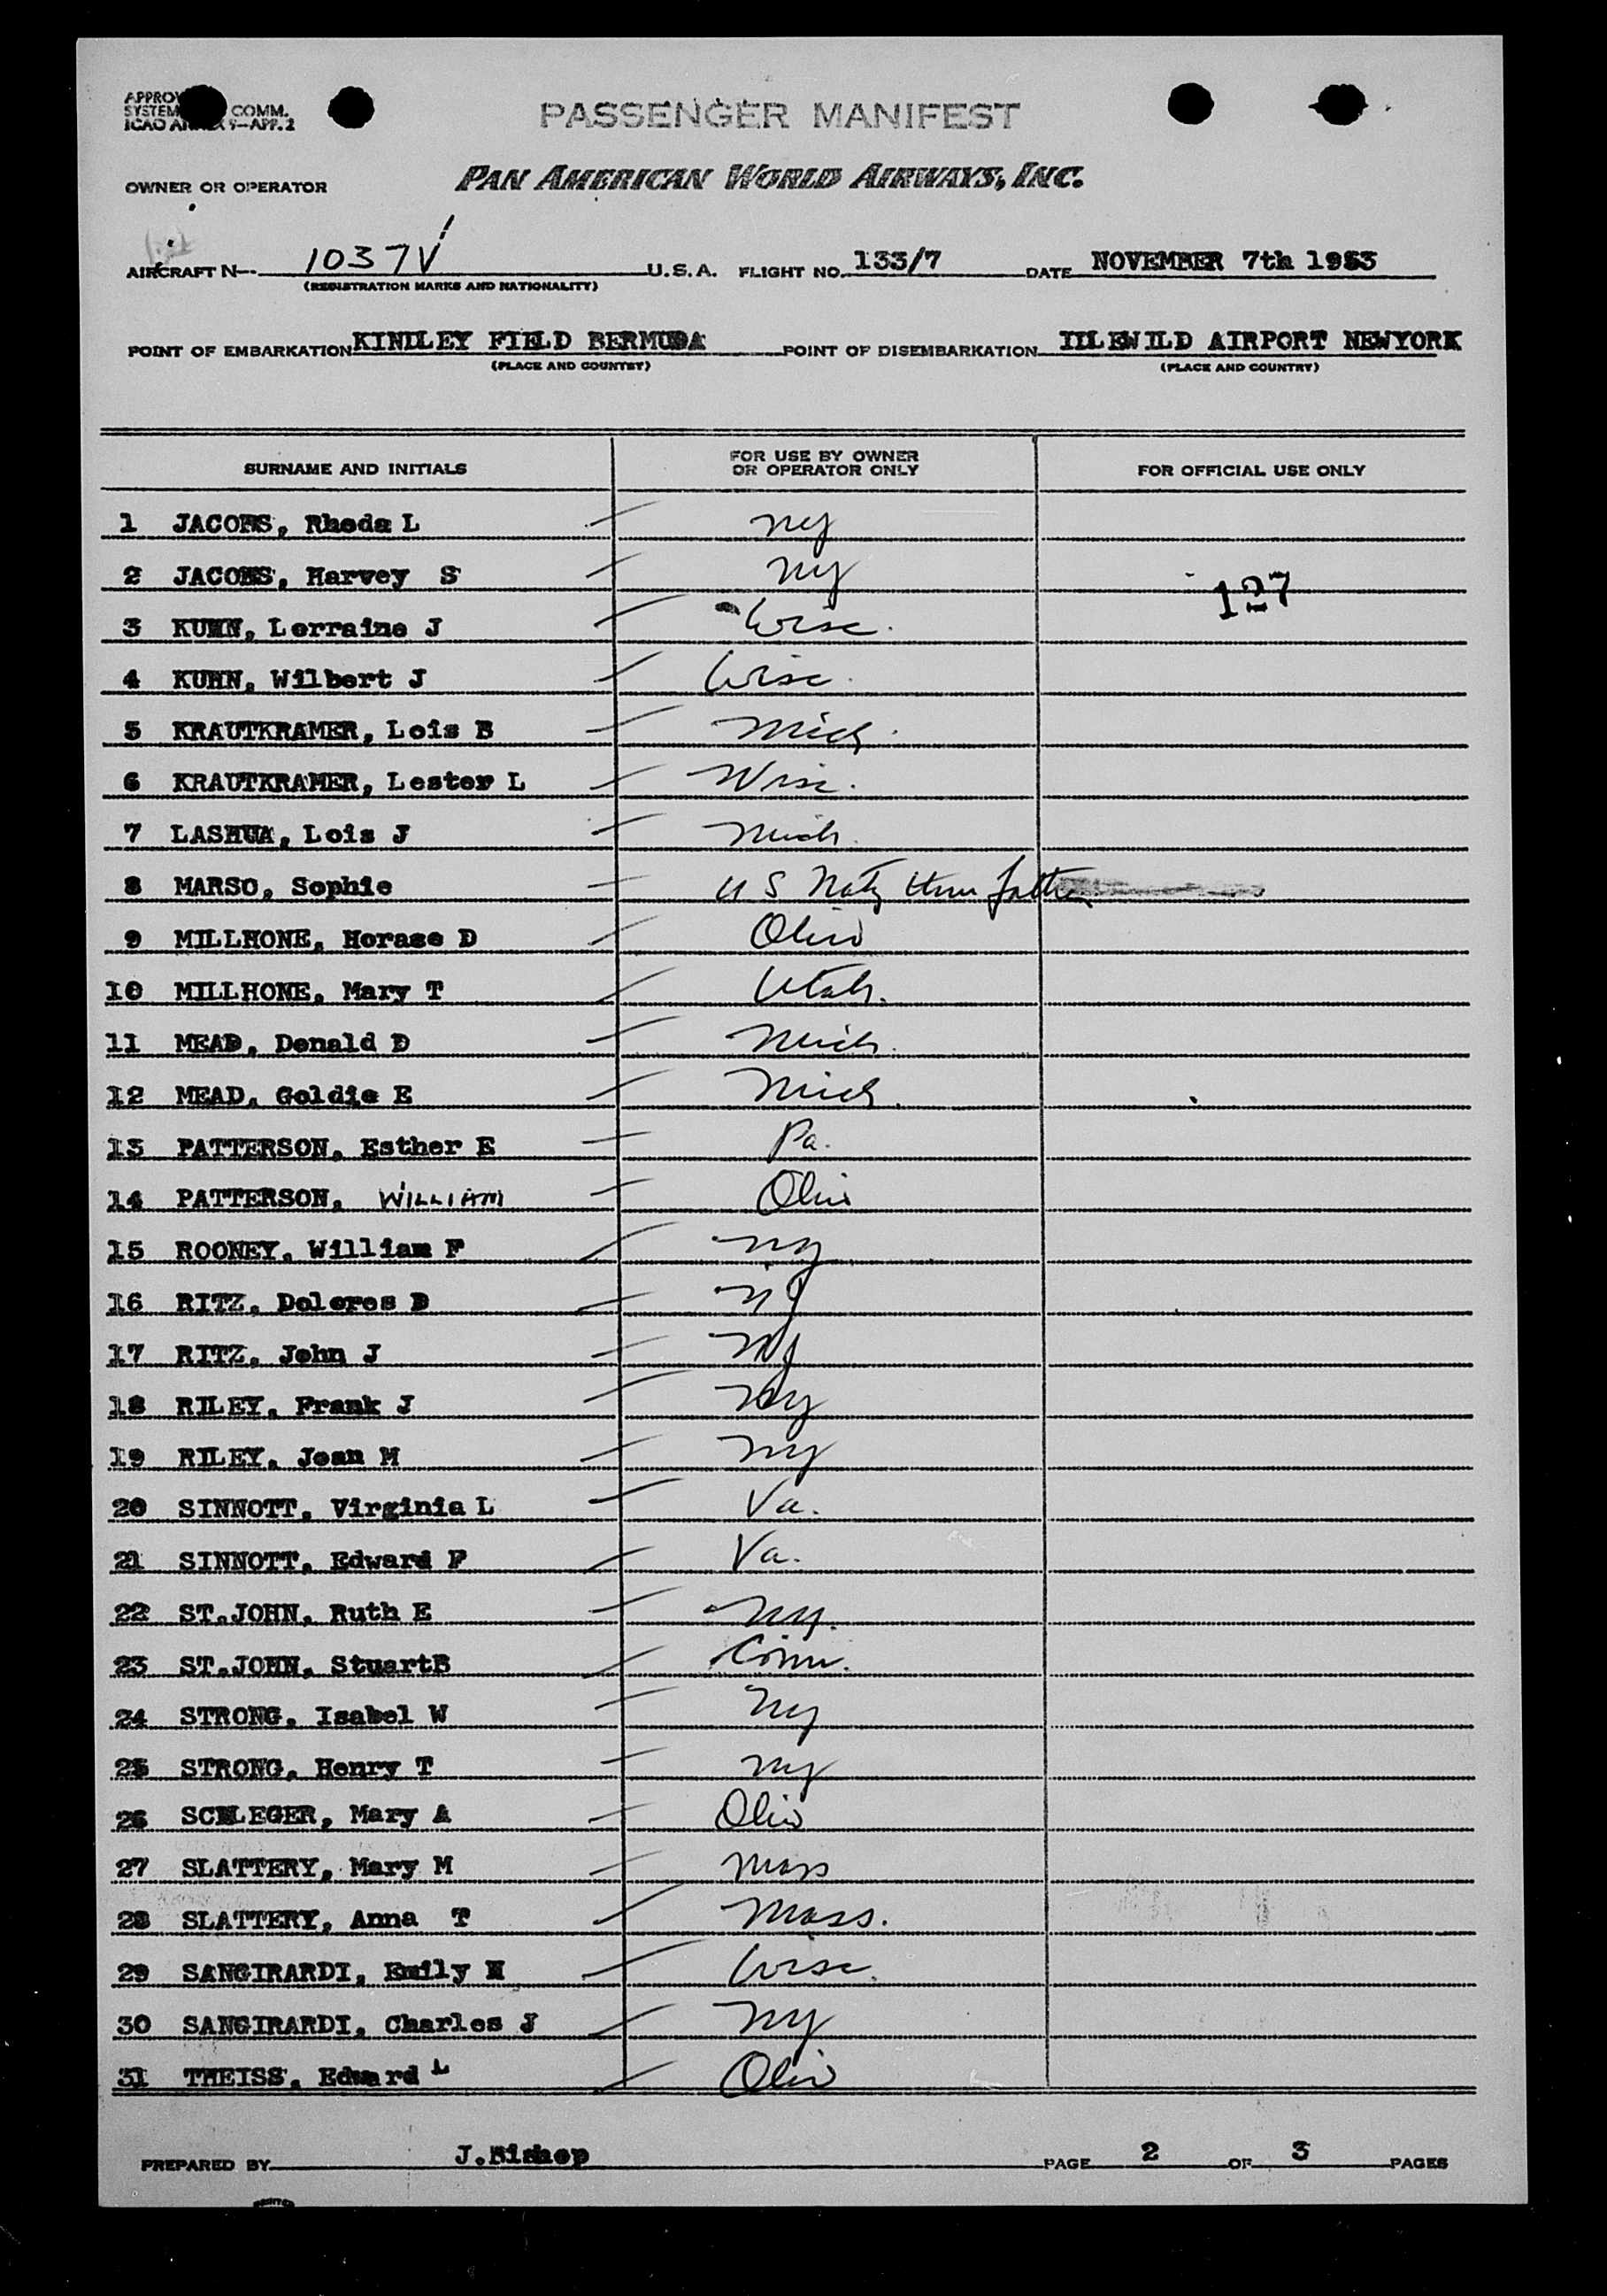 PASSENGER MANIFEST
COMM.
ICAO 9-APP. 2
OWNER OR OPERATOR PAN AMERICAN WORLD AIRWAYS, INC.
AIRCRAFT N- 1037V U.S.A. FLIGHT NO. 133/7 DATE NOVEMBER 7th 1953
(REGISTRATION MARKS AND NATIONALITY)
POINT OF EMBARKATION KINDLEY FIELD BERMUDA POINT OF DISEMBARKATION IDLEWILD AIRPORT NEWYORK
(PLACE AND COUNTRY) (PLACE AND COUNTRY)
SURNAME AND INITIALS FOR USE BY OWNER OR OPERATOR ONLY FOR OFFICIAL USE ONLY
1 JACOBS, Rhoda L NY
2 JACOBS, Harvey S NY 127
3 KUHN, Lorraine J Wisc.
4 KUHN, Wilbert J Wisc.
5 KRAUTKRAMER, Lois B Mich.
6 KRAUTKRAMER, Lester L Wisc.
7 LASHUA, Lois J Mich.
8 MARSO, Sophie U S Natz thru father
9 MILLHONE, Horace D Ohio
10 MILLHONE, Mary T Utah.
11 MEAD, Donald D Mich.
12 MEAD, Goldie E Mich.
13 PATTERSON, Esther E Pa.
14 PATTERSON, WILLIAM Ohio
15 ROONEY, William F NY
16 RITZ, Dolores D NJ
17 RITZ, John J NJ
18 RILEY, Frank J NY
19 RILEY, Joan M NY
20 SINNOTT, Virginia L Va.
21 SINNOTT, Edward F Va.
22 ST.JOHN, Ruth E NY.
23 ST.JOHN, StuartB Conn.
24 STRONG, Isabel W NY
25 STRONG, Henry T NY
26 SCHLEGER, Mary A Ohio
27 SLATTERY, Mary M Mass
28 SLATTERY, Anna T Mass.
29 SANGIRARDI, Emily Wisc.
30 SANGIRARDI, Charles J NY
31 THEISS, Edward L Ohio
PREPARED BY J.Bishop PAGE 2 OF 3 PAGES